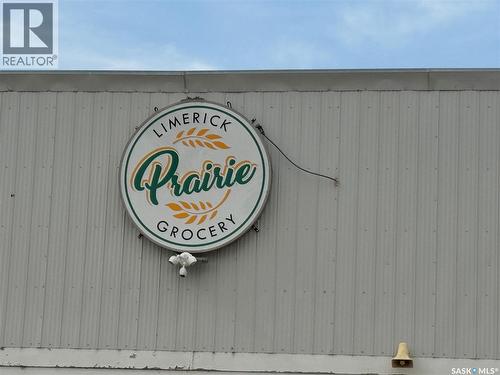 REALTOR®
LIMERICK
Prairie
GROCERY
SASK MLS®